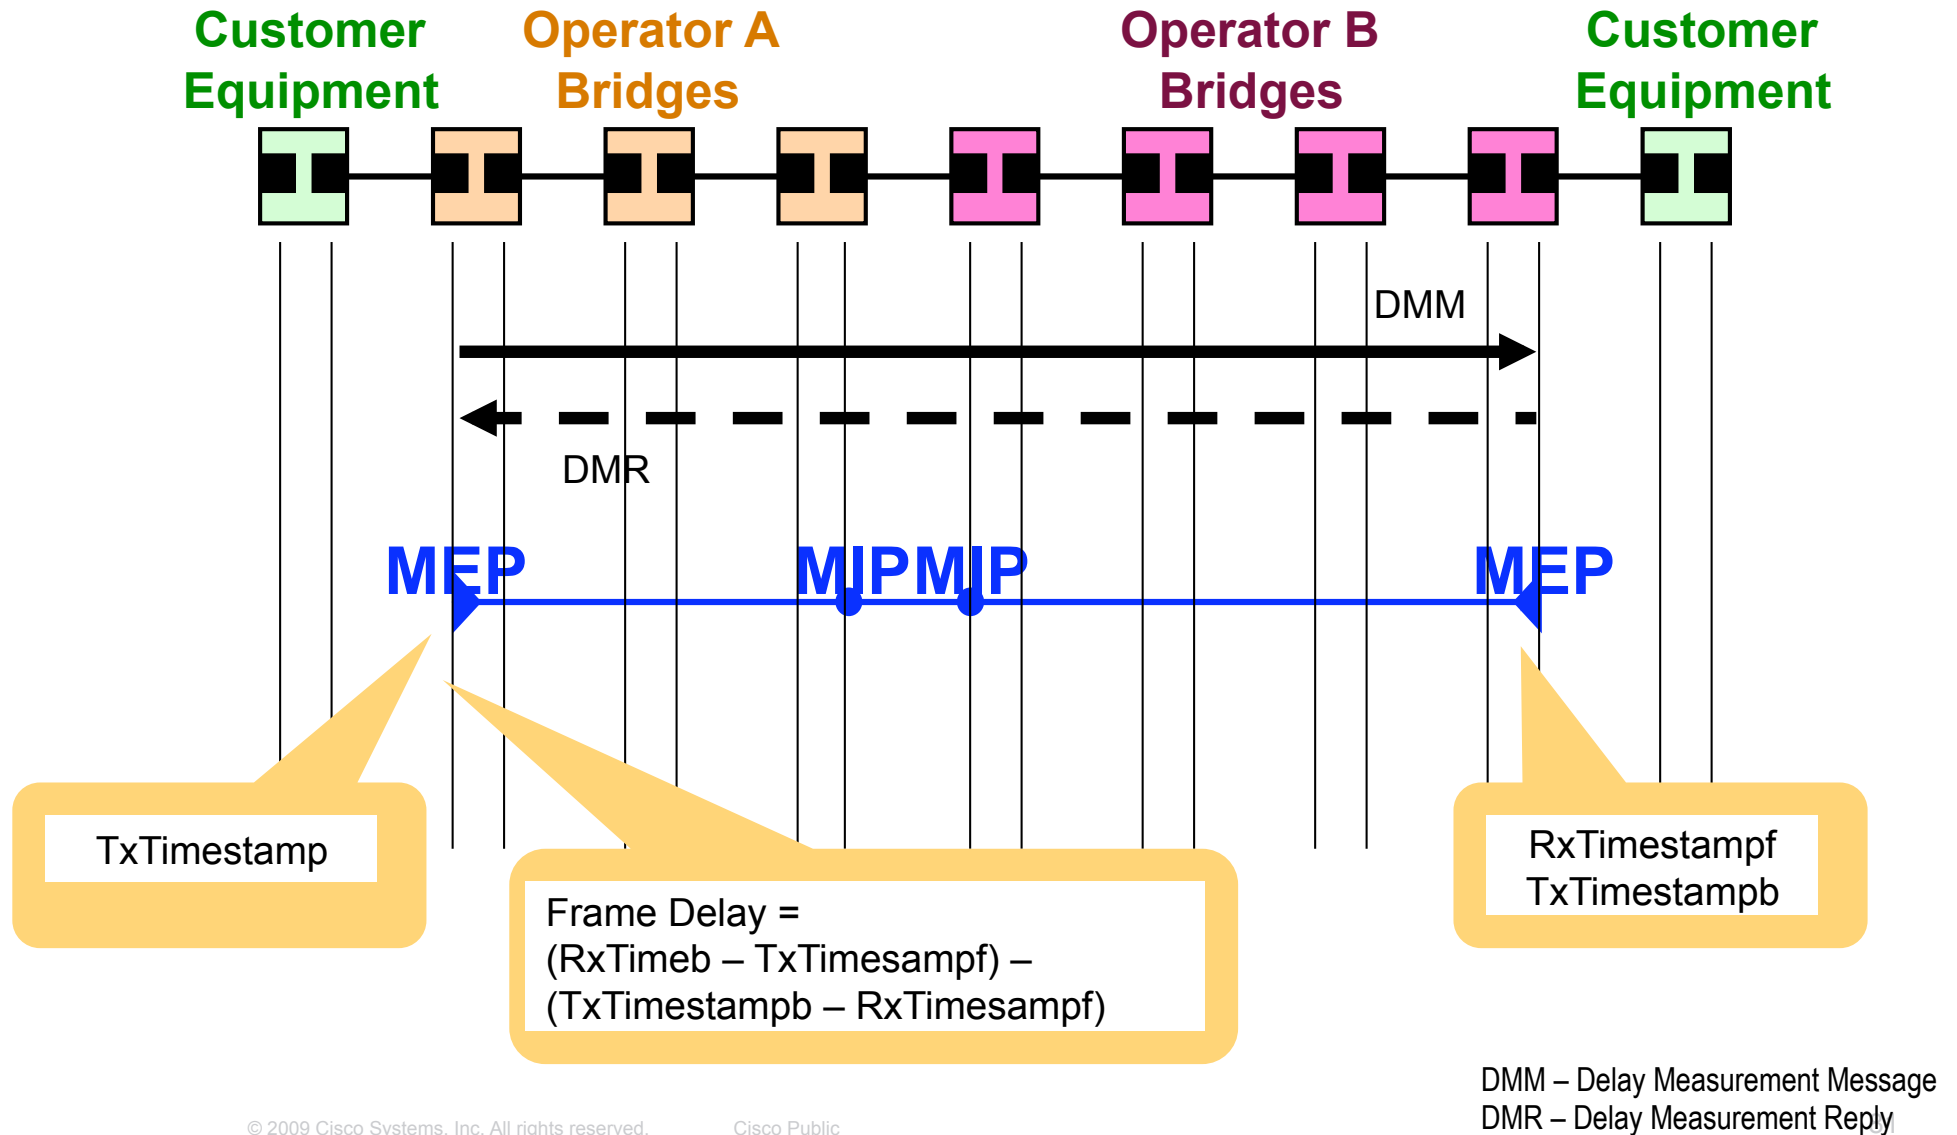 Customer
Equipment
Operator A
Bridges
Operator B
Bridges
Customer
Equipment
DMM
DMR
MEP
MIP
MIP
MEP
TxTimestamp
Frame Delay =
(RxTimeb – TxTimesampf) –
(TxTimestampb – RxTimesampf)
RxTimestampf
TxTimestampb
DMM – Delay Measurement Message
DMR – Delay Measurement Reply
© 2009 Cisco Systems, Inc. All rights reserved.
Cisco Public